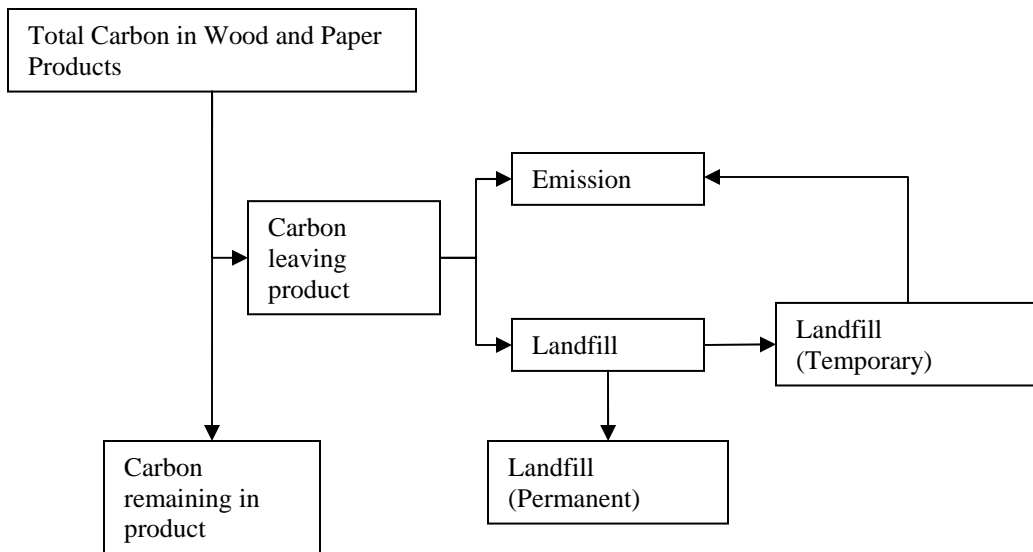 Total Carbon in Wood and Paper
Products
Emission
Carbon
leaving
product
Landfill
Landfill
(Temporary)
Carbon
remaining in
product
Landfill
(Permanent)